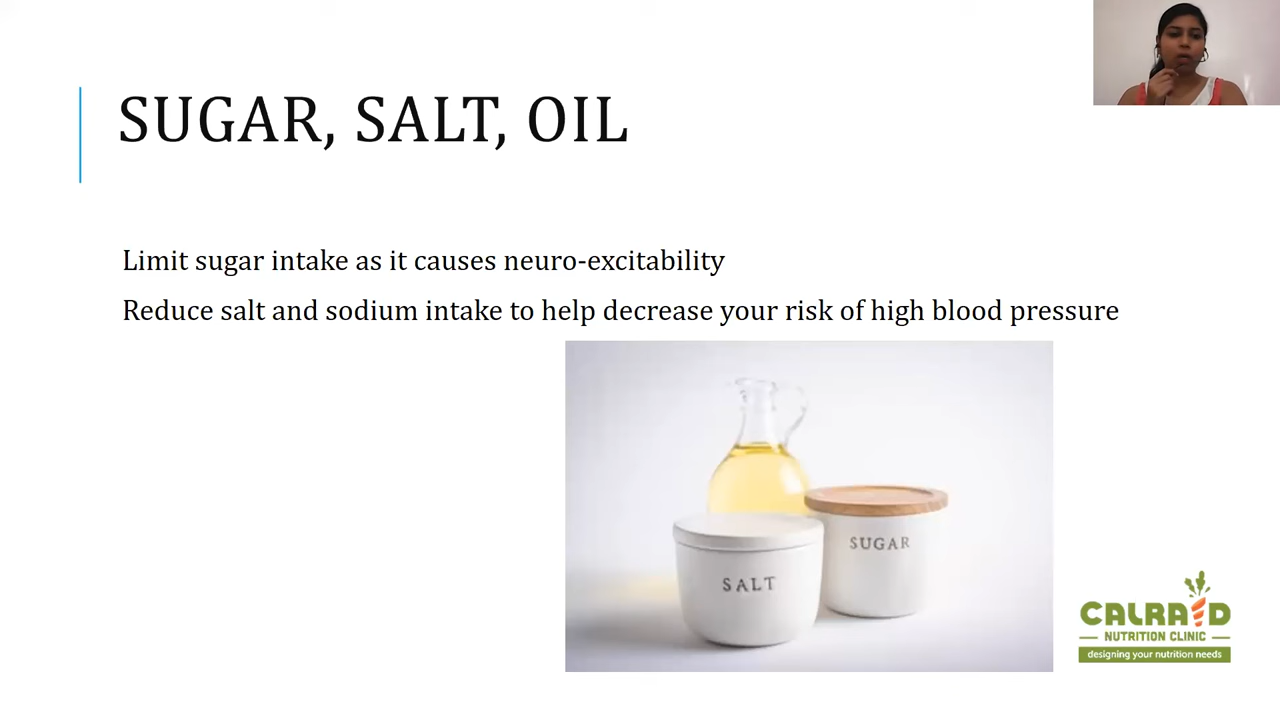 SUGAR, SALT, OIL
Limit sugar intake as it causes neuro-excitability
Reduce salt and sodium intake to help decrease your risk of high blood pressure
SUGAR
SALT
CALRAID
NUTRITION CLINIC
designing your nutrition needs